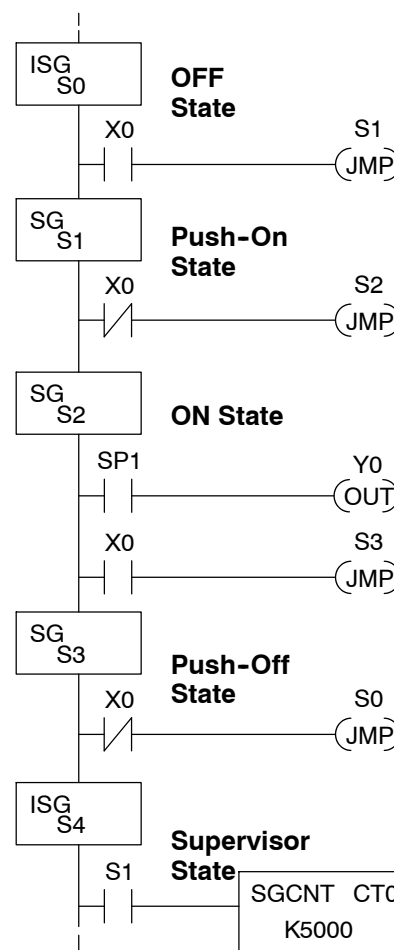 ISG
S0
OFF
State
X0
S1
JMP
SG
S1
Push-On
State
X0
S2
JMP
SG
S2
ON State
SP1
Y0
OUT
X0
S3
JMP
SG
S3
Push-Off
State
X0
S0
JMP
ISG
S4
Supervisor
State
S1
SGCNT CT0
K5000